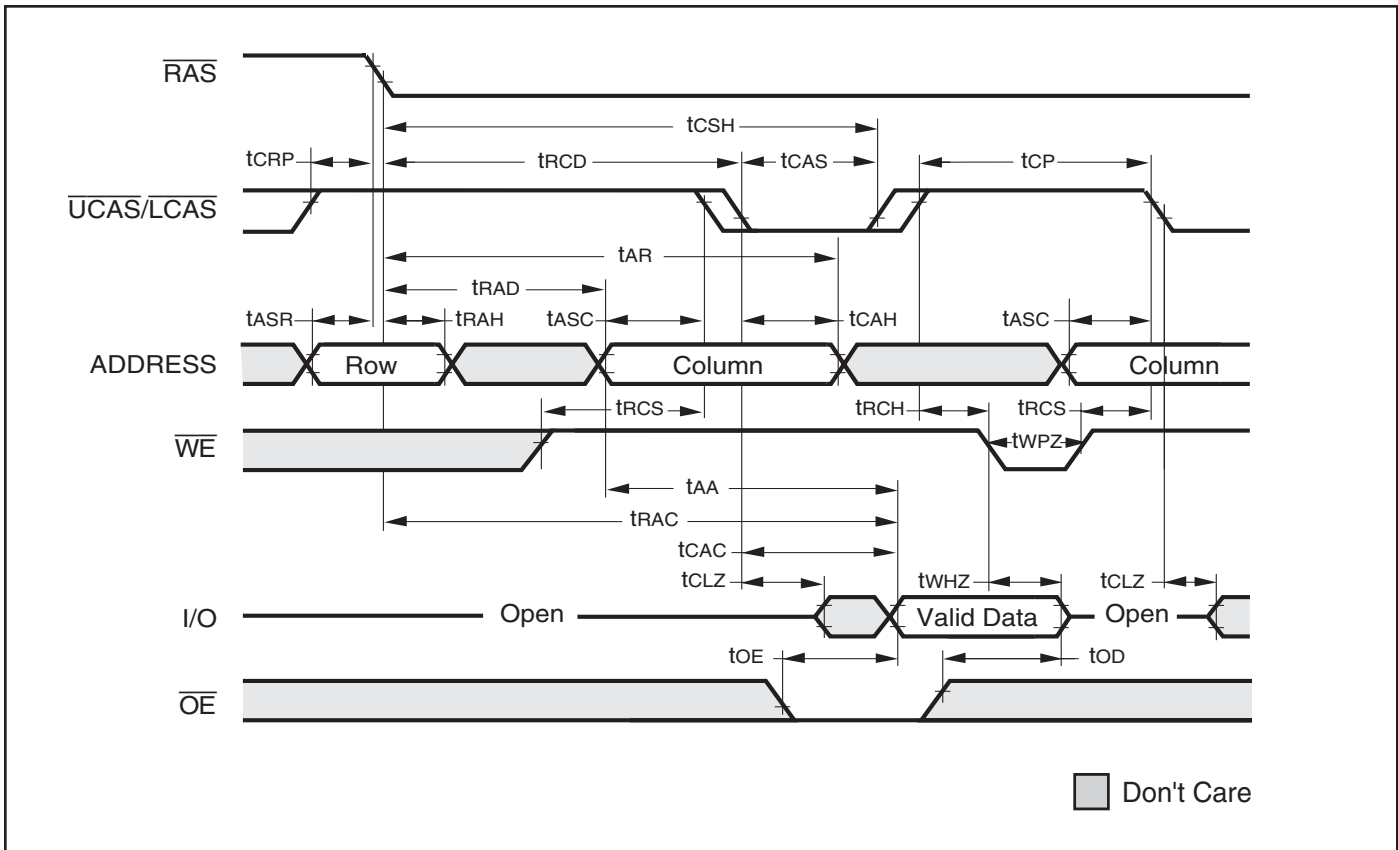 RAS
tCSH
tCRP tRCD tCAS tCP
UCAS/LCAS
tAR
tRAD
tASR tRAH tASC tCAH tASC
ADDRESS Row Column Column
tRCS tRCH tRCS
WE tWPZ
tAA
tRAC
tCAC
tCLZ tWHZ tCLZ
I/O Open Valid Data Open
tOE tOD
OE
Don't Care